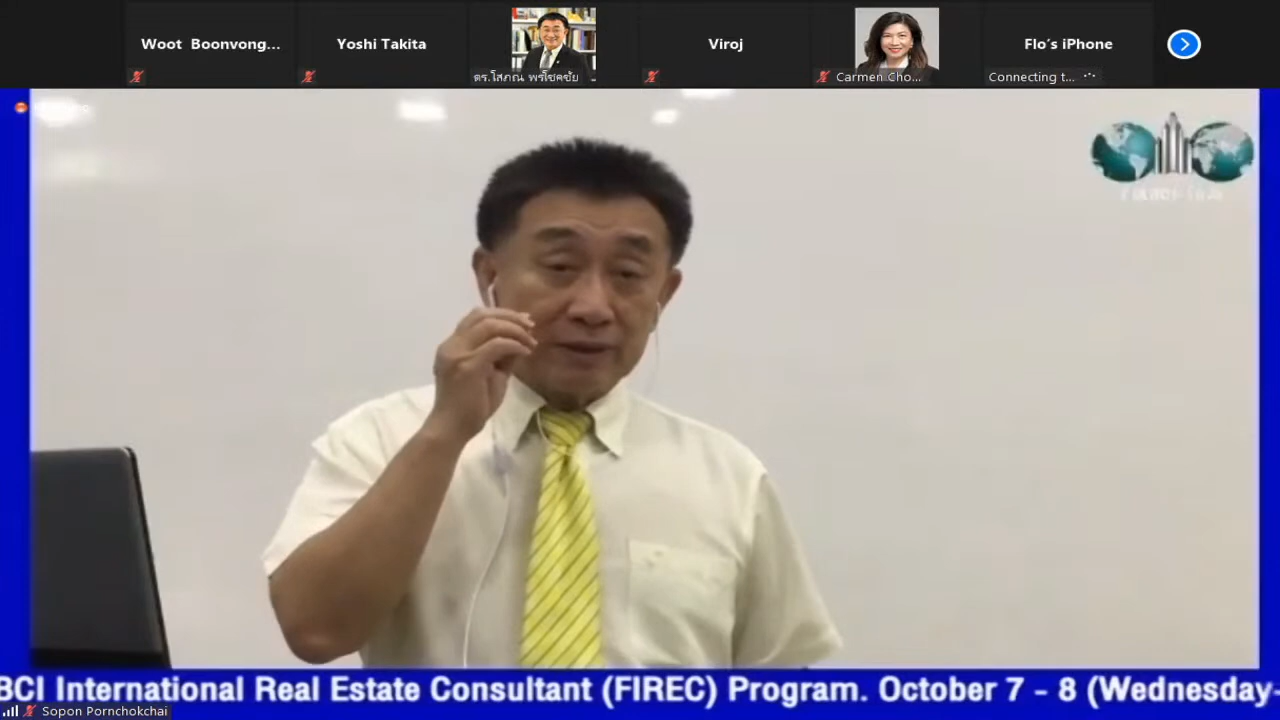 Woot Boonvong...
Yoshi Takita
ดร.โสภณ พรโชคชัย
Viroj
Carmen Cho...
Flo's iPhone
Connecting t...
BCI International Real Estate Consultant (FIREC) Program. October 7 - 8 (Wednesday-
Sopon Pornchokchai